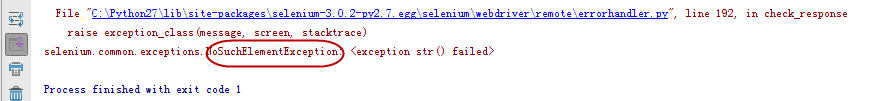 File "C:\Python27\lib\site-packages\selenium-3.0.2-py2.7.egg\selenium\webdriver\remote\errorhandler.py", line 192, in check_response
raise exception_class(message, screen, stacktrace)
selenium.common.exceptions.NoSuchElementException: <exception str() failed>
Process finished with exit code 1